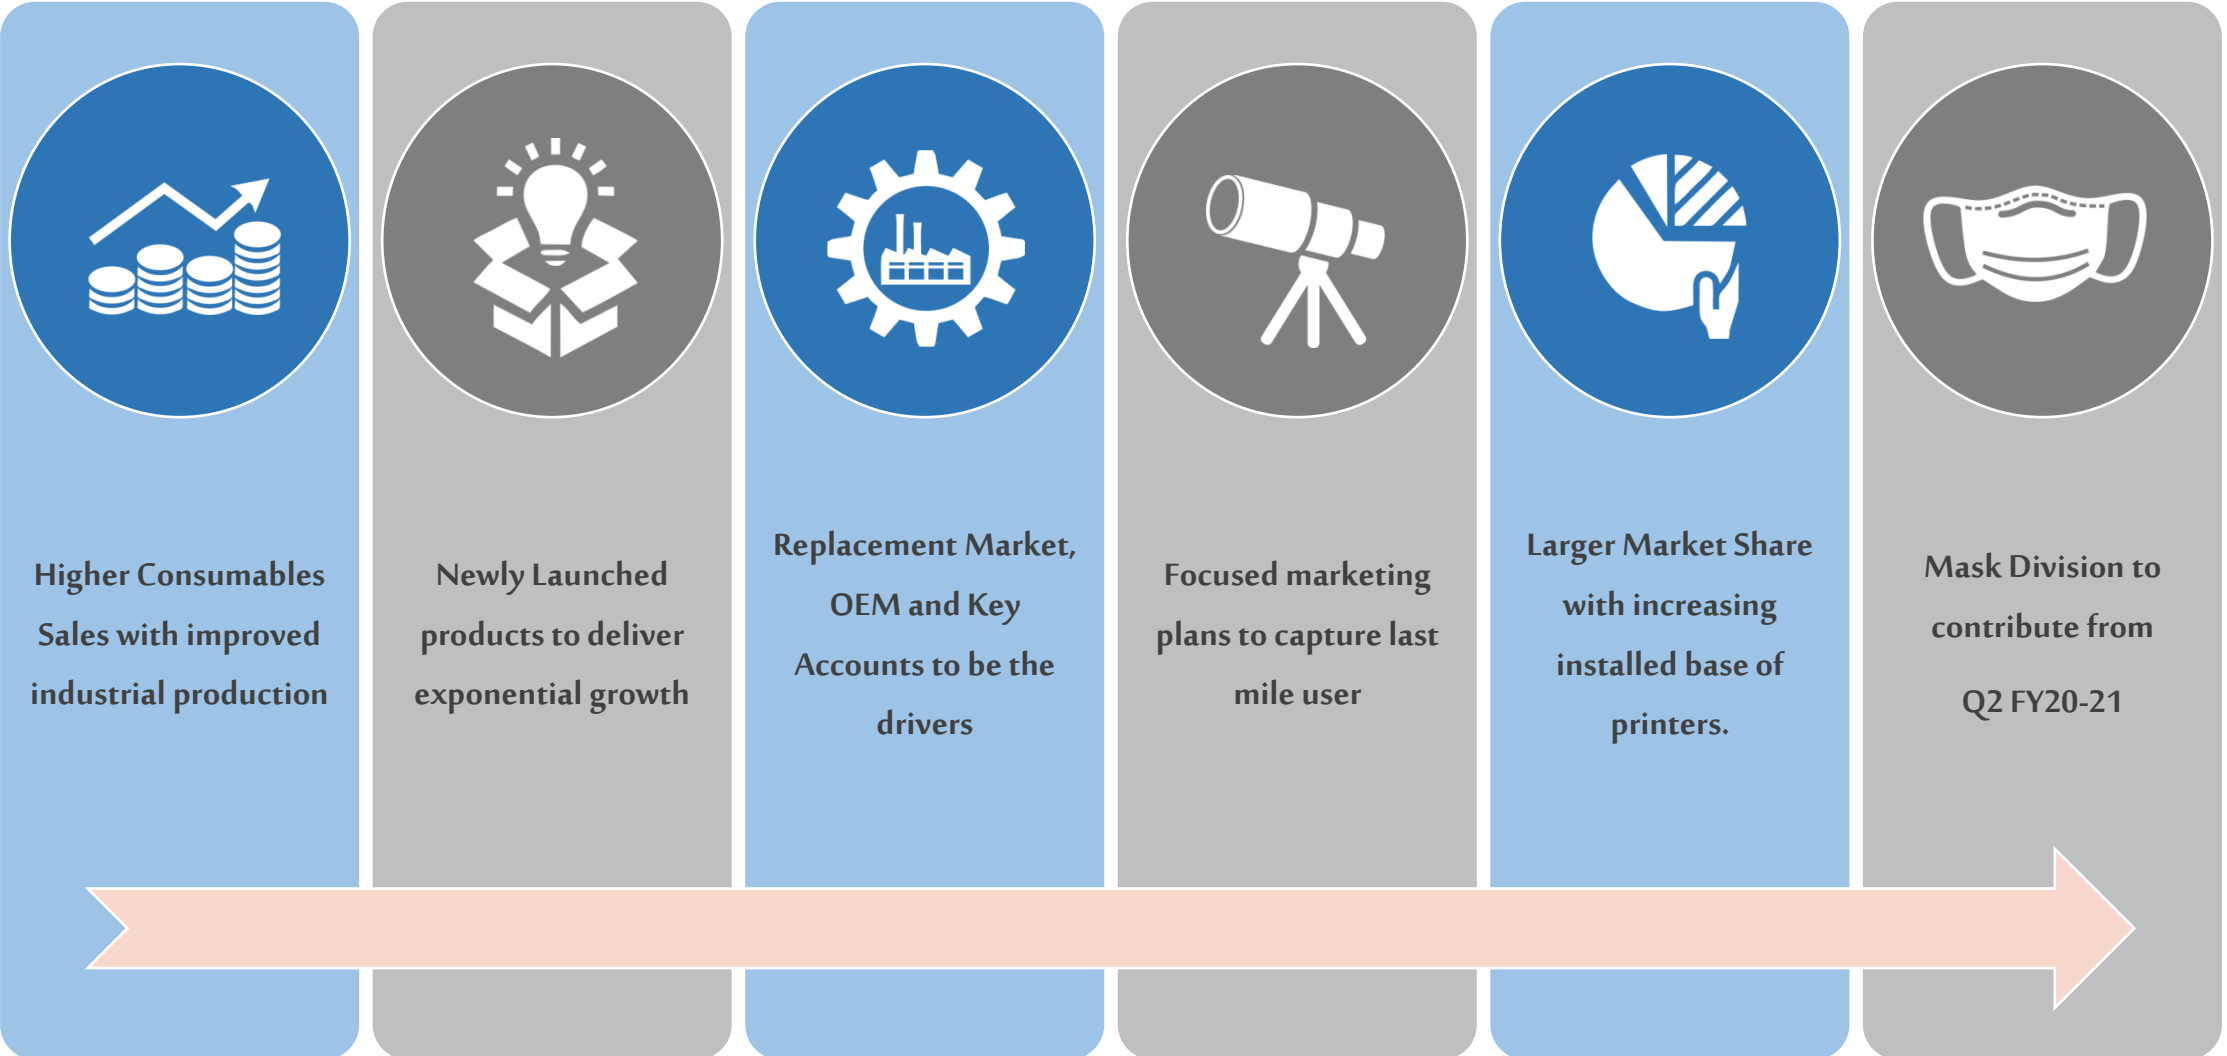 Higher Consumables
Sales with improved
industrial production
Newly Launched
products to deliver
exponential growth
Replacement Market,
OEM and Key
Accounts to be the
drivers
Focused marketing
plans to capture last
mile user
Larger Market Share
with increasing
installed base of
printers.
Mask Division to
contribute from
Q2 FY20-21